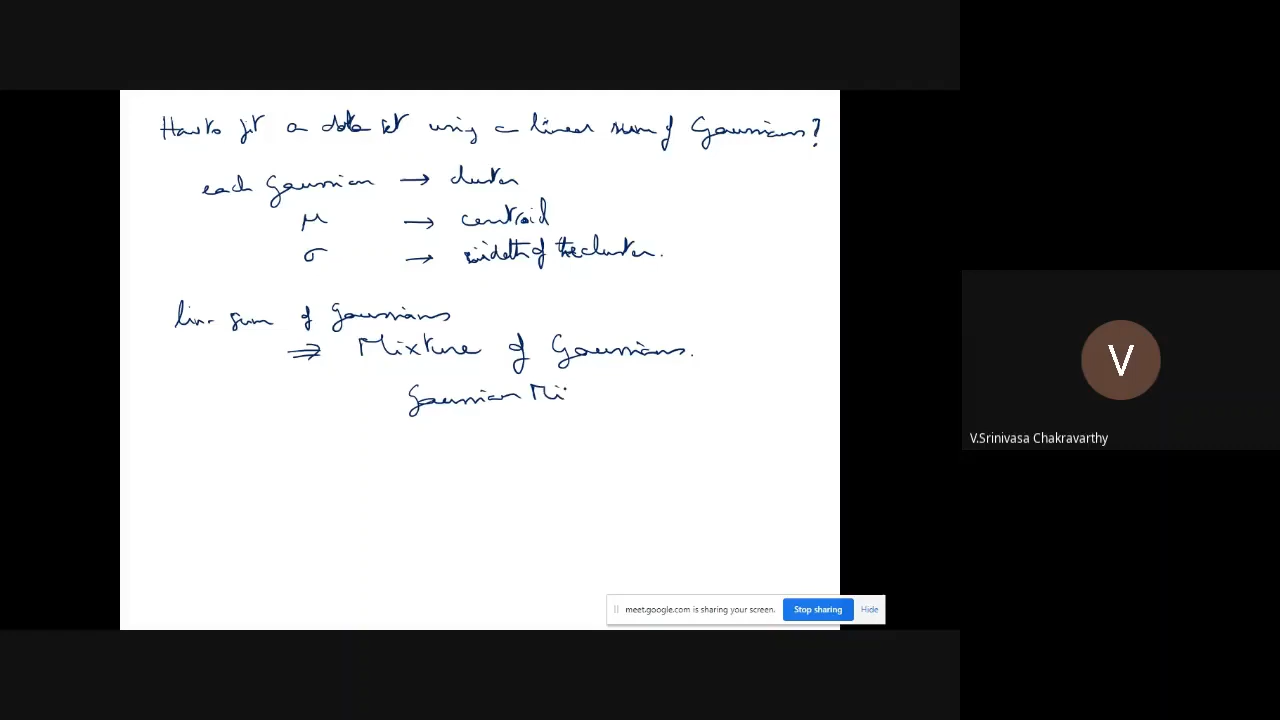 How to fit a data set using a linear sum of Gaussians?
each Gaussian → cluster
μ → centroid
σ → width of the cluster.
lin. sum of Gaussians
⇒ Mixture of Gaussians.
Gaussian Mi
V
V.Srinivasa Chakravarthy
meet.google.com is sharing your screen. Stop sharing Hide